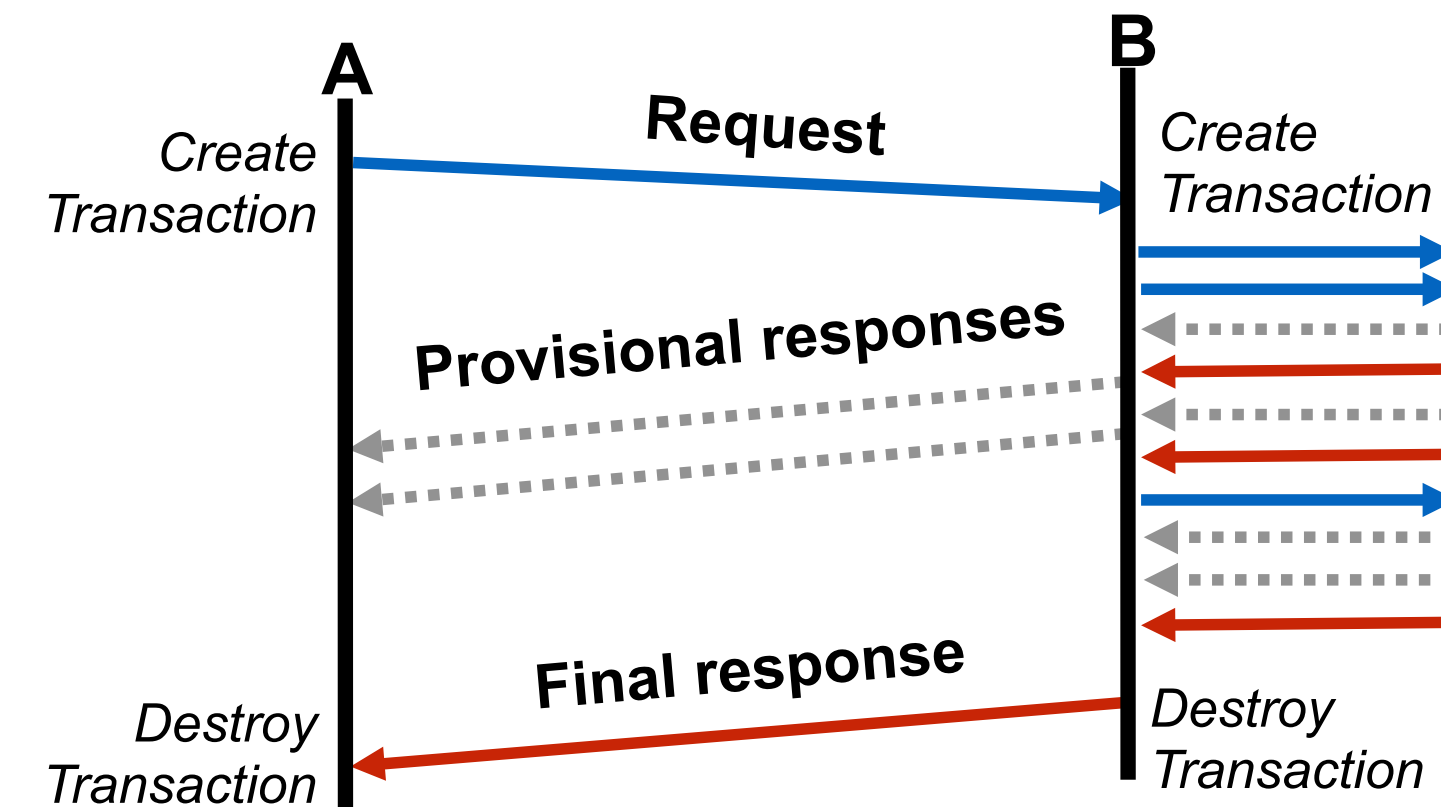 A
B
Create
Transaction
Request
Create
Transaction
Provisional responses
Final response
Destroy
Transaction
Destroy
Transaction